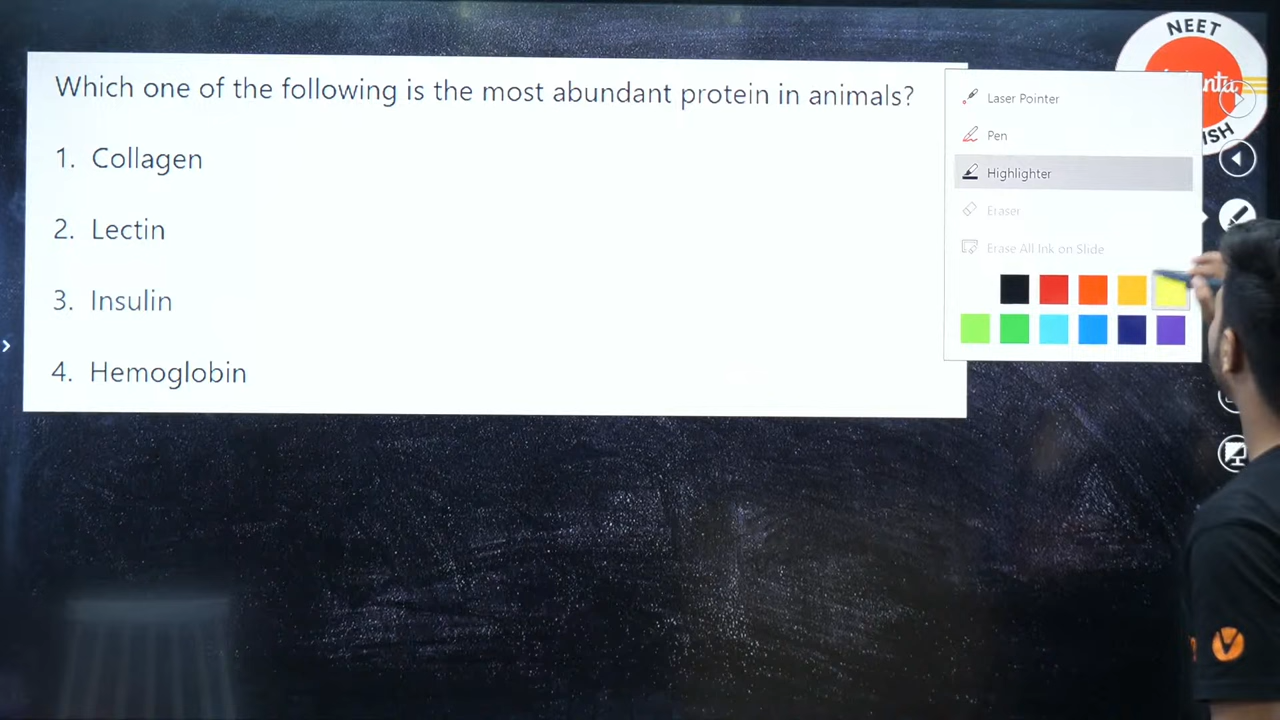 NEET
Which one of the following is the most abundant protein in animals?
1. Collagen
2. Lectin
3. Insulin
4. Hemoglobin
Laser Pointer
Pen
Highlighter
Eraser
Erase All Ink on Slide